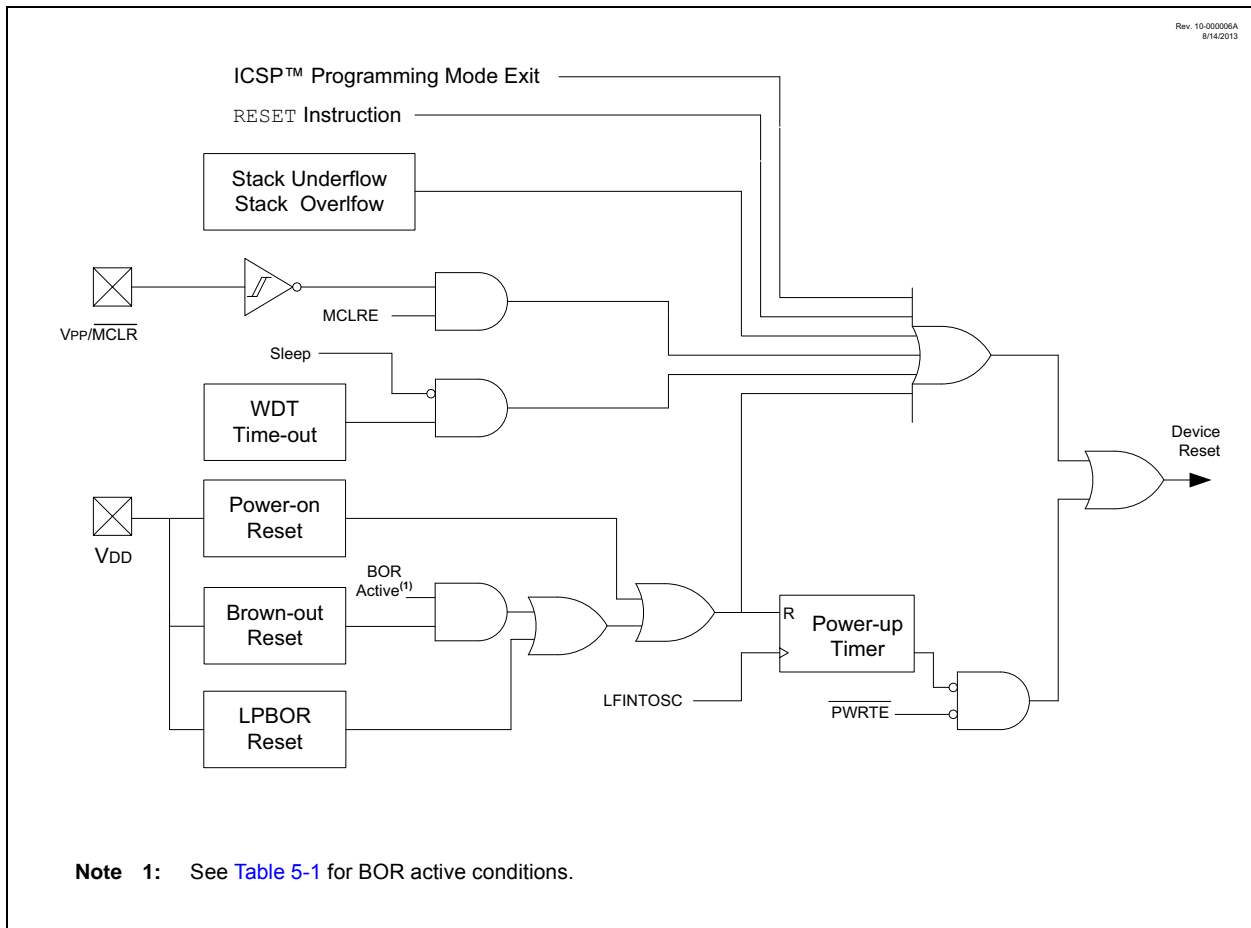 Rev. 10-000006A
8/14/2013
ICSP™ Programming Mode Exit
RESET Instruction
Stack Underflow
Stack Overlfow
VPP/MCLR
MCLRE
Sleep
WDT
Time-out
Device
Reset
VDD
Power-on
Reset
BOR
Active(1)
Brown-out
Reset
R
Power-up
Timer
LFINTOSC
PWRTE
LPBOR
Reset
Note 1: See Table 5-1 for BOR active conditions.